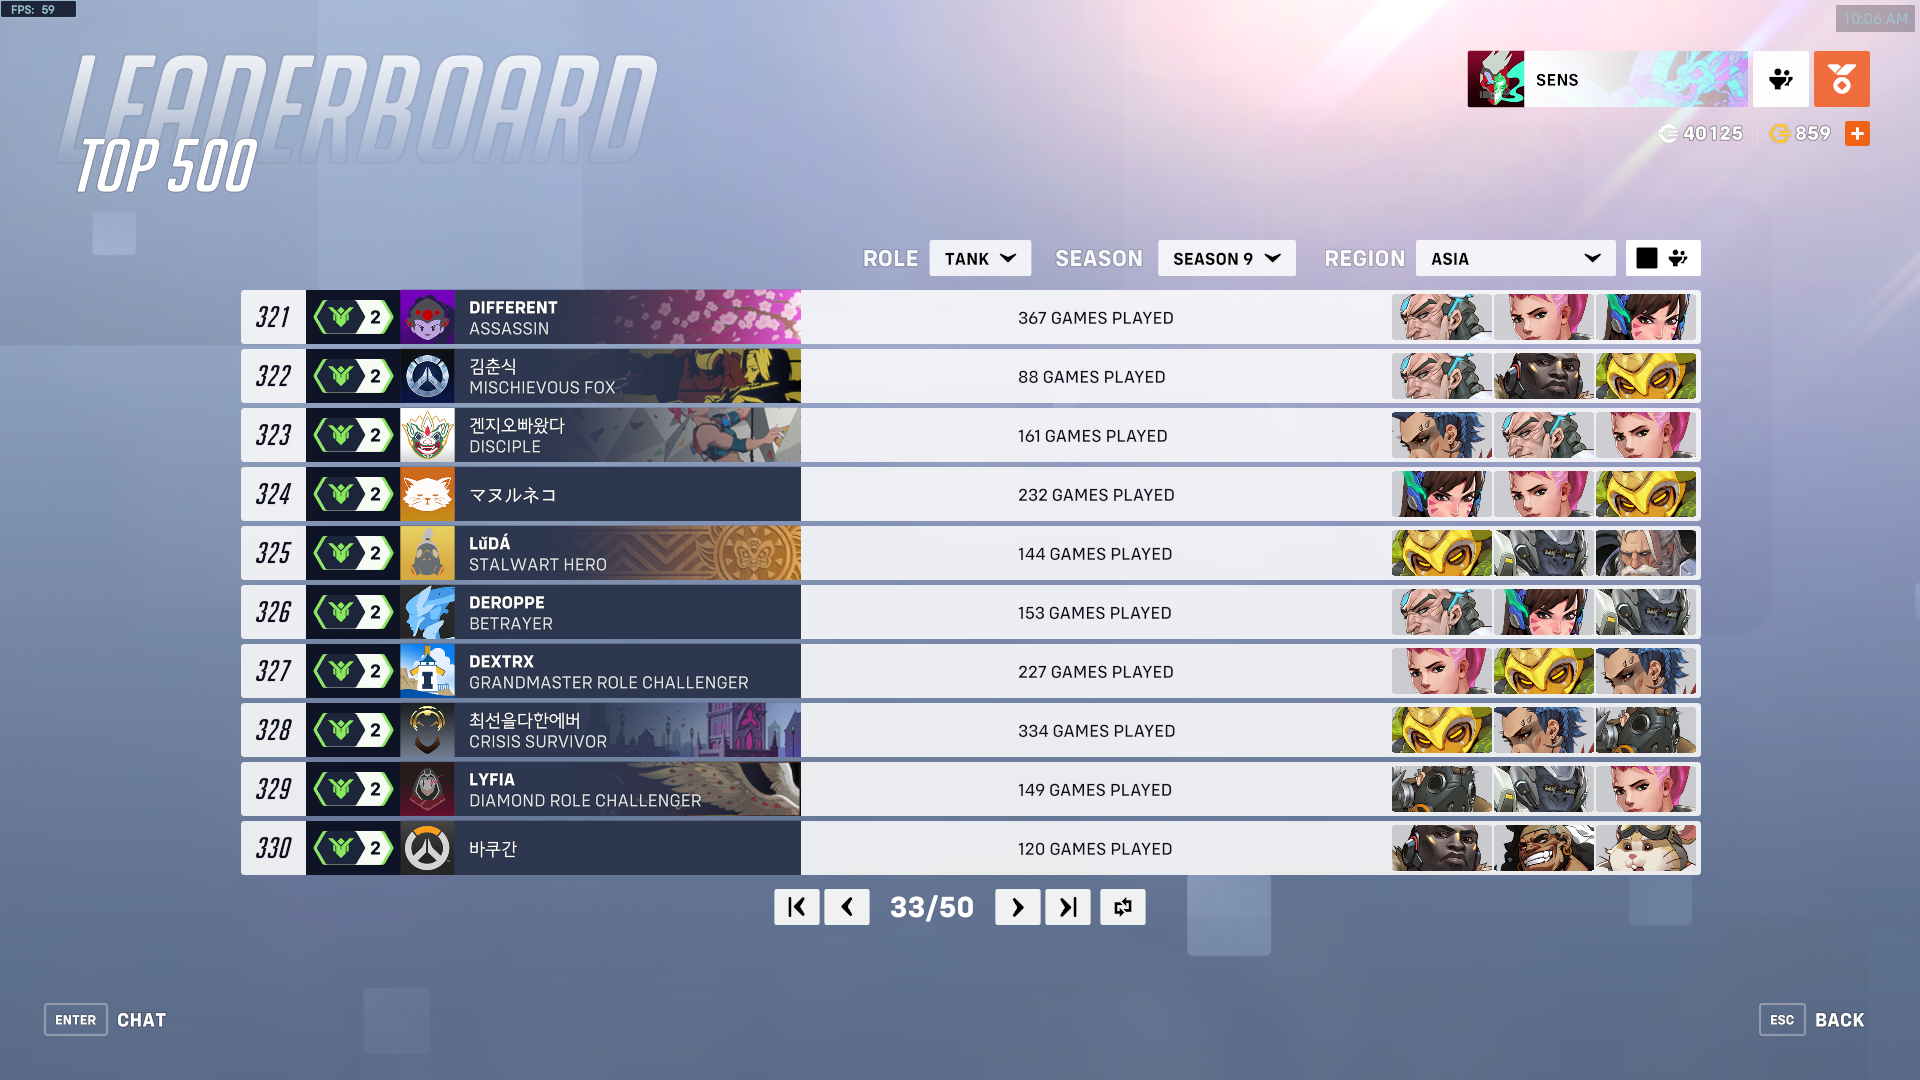 FPS: 59
10:06 AM
LEADERBOARD
TOP 500
SENS
40125 859
ROLE TANK SEASON SEASON 9 REGION ASIA
321 2 DIFFERENT
ASSASSIN
367 GAMES PLAYED
322 2 김춘식
MISCHIEVOUS FOX
88 GAMES PLAYED
323 2 겐지오빠왔다
DISCIPLE
161 GAMES PLAYED
324 2 マヌルネコ
232 GAMES PLAYED
325 2 LǔDÁ
STALWART HERO
144 GAMES PLAYED
326 2 DEROPPE
BETRAYER
153 GAMES PLAYED
327 2 DEXTRX
GRANDMASTER ROLE CHALLENGER
227 GAMES PLAYED
328 2 최선을다한에버
CRISIS SURVIVOR
334 GAMES PLAYED
329 2 LYFIA
DIAMOND ROLE CHALLENGER
149 GAMES PLAYED
330 2 바쿠간
120 GAMES PLAYED
33/50
ENTER CHAT
ESC BACK